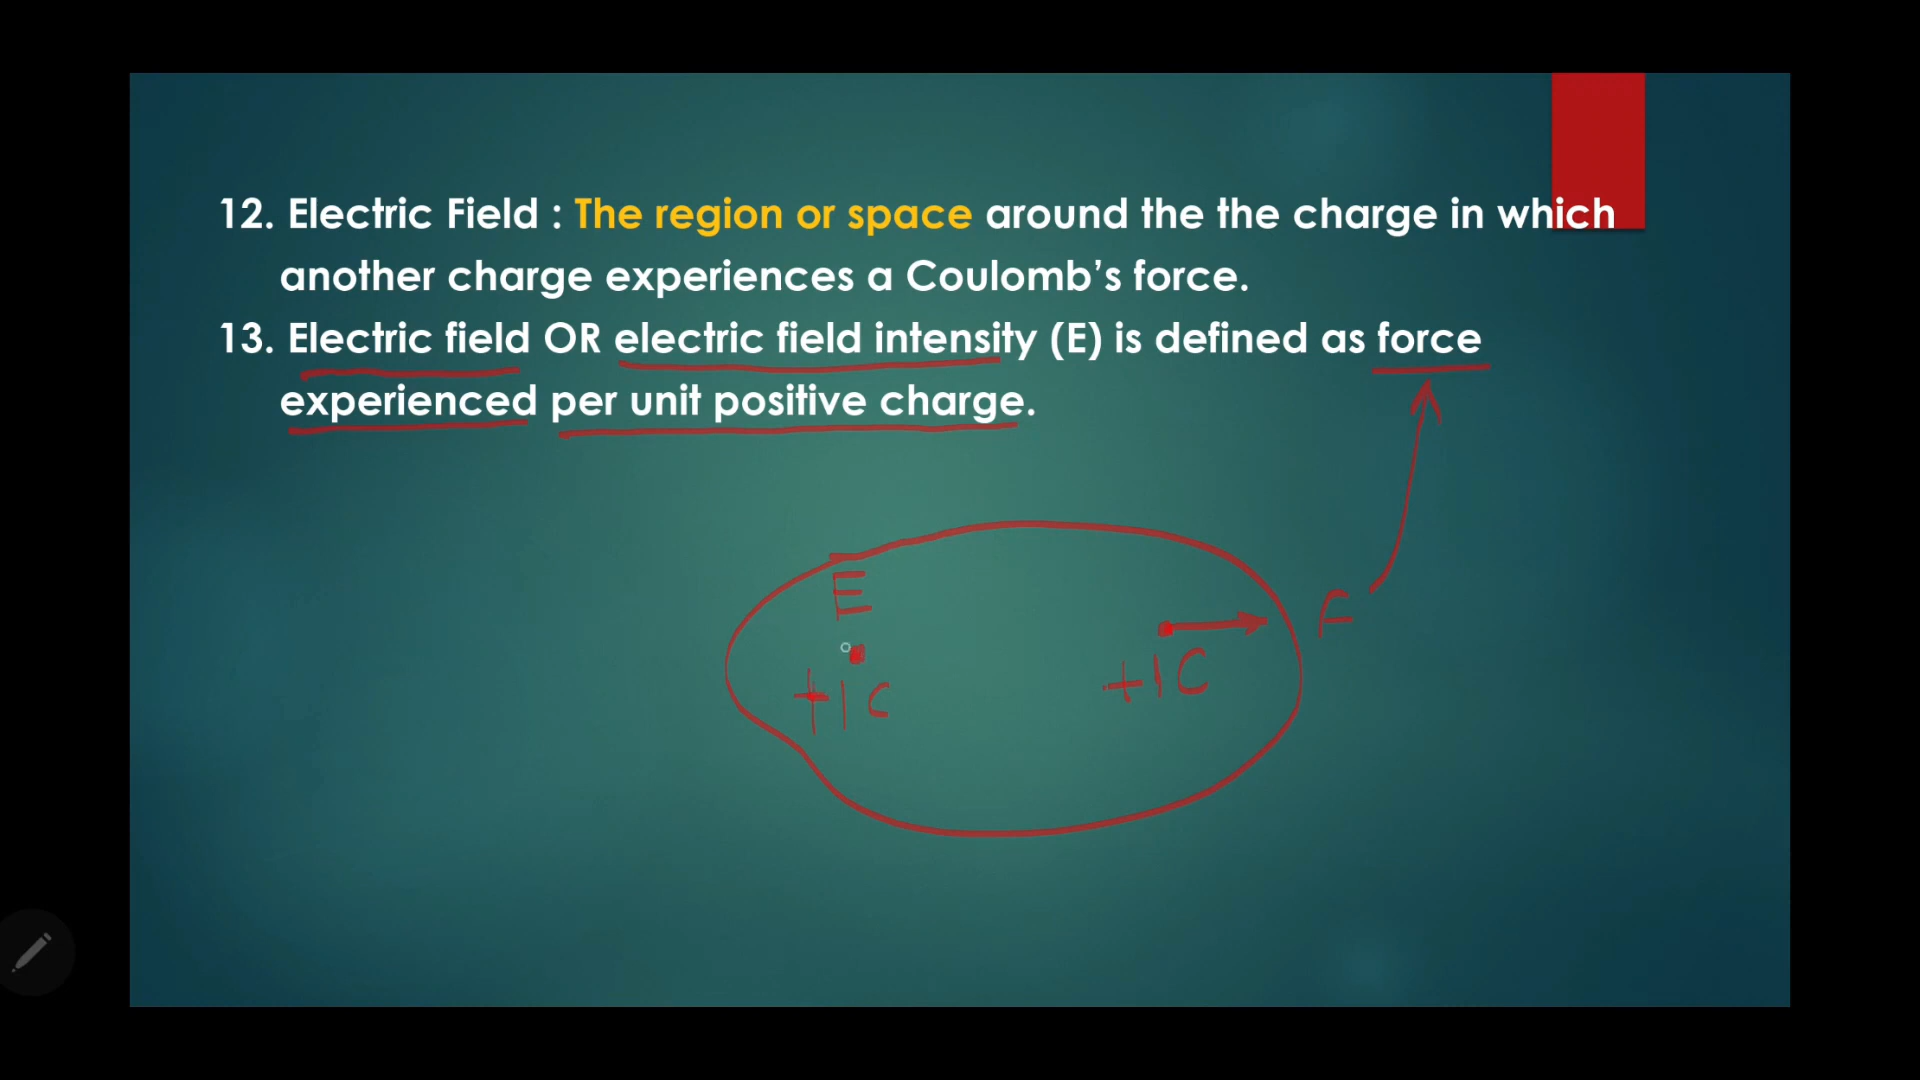 12. Electric Field : The region or space around the the charge in which
another charge experiences a Coulomb’s force.
13. Electric field OR electric field intensity (E) is defined as force
experienced per unit positive charge.
E
F
+1C
+1C